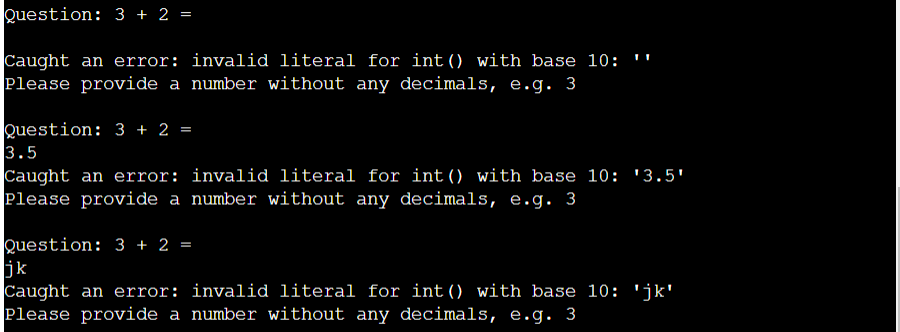 Question: 3 + 2 =
Caught an error: invalid literal for int() with base 10: ''
Please provide a number without any decimals, e.g. 3
Question: 3 + 2 =
3.5
Caught an error: invalid literal for int() with base 10: '3.5'
Please provide a number without any decimals, e.g. 3
Question: 3 + 2 =
jk
Caught an error: invalid literal for int() with base 10: 'jk'
Please provide a number without any decimals, e.g. 3